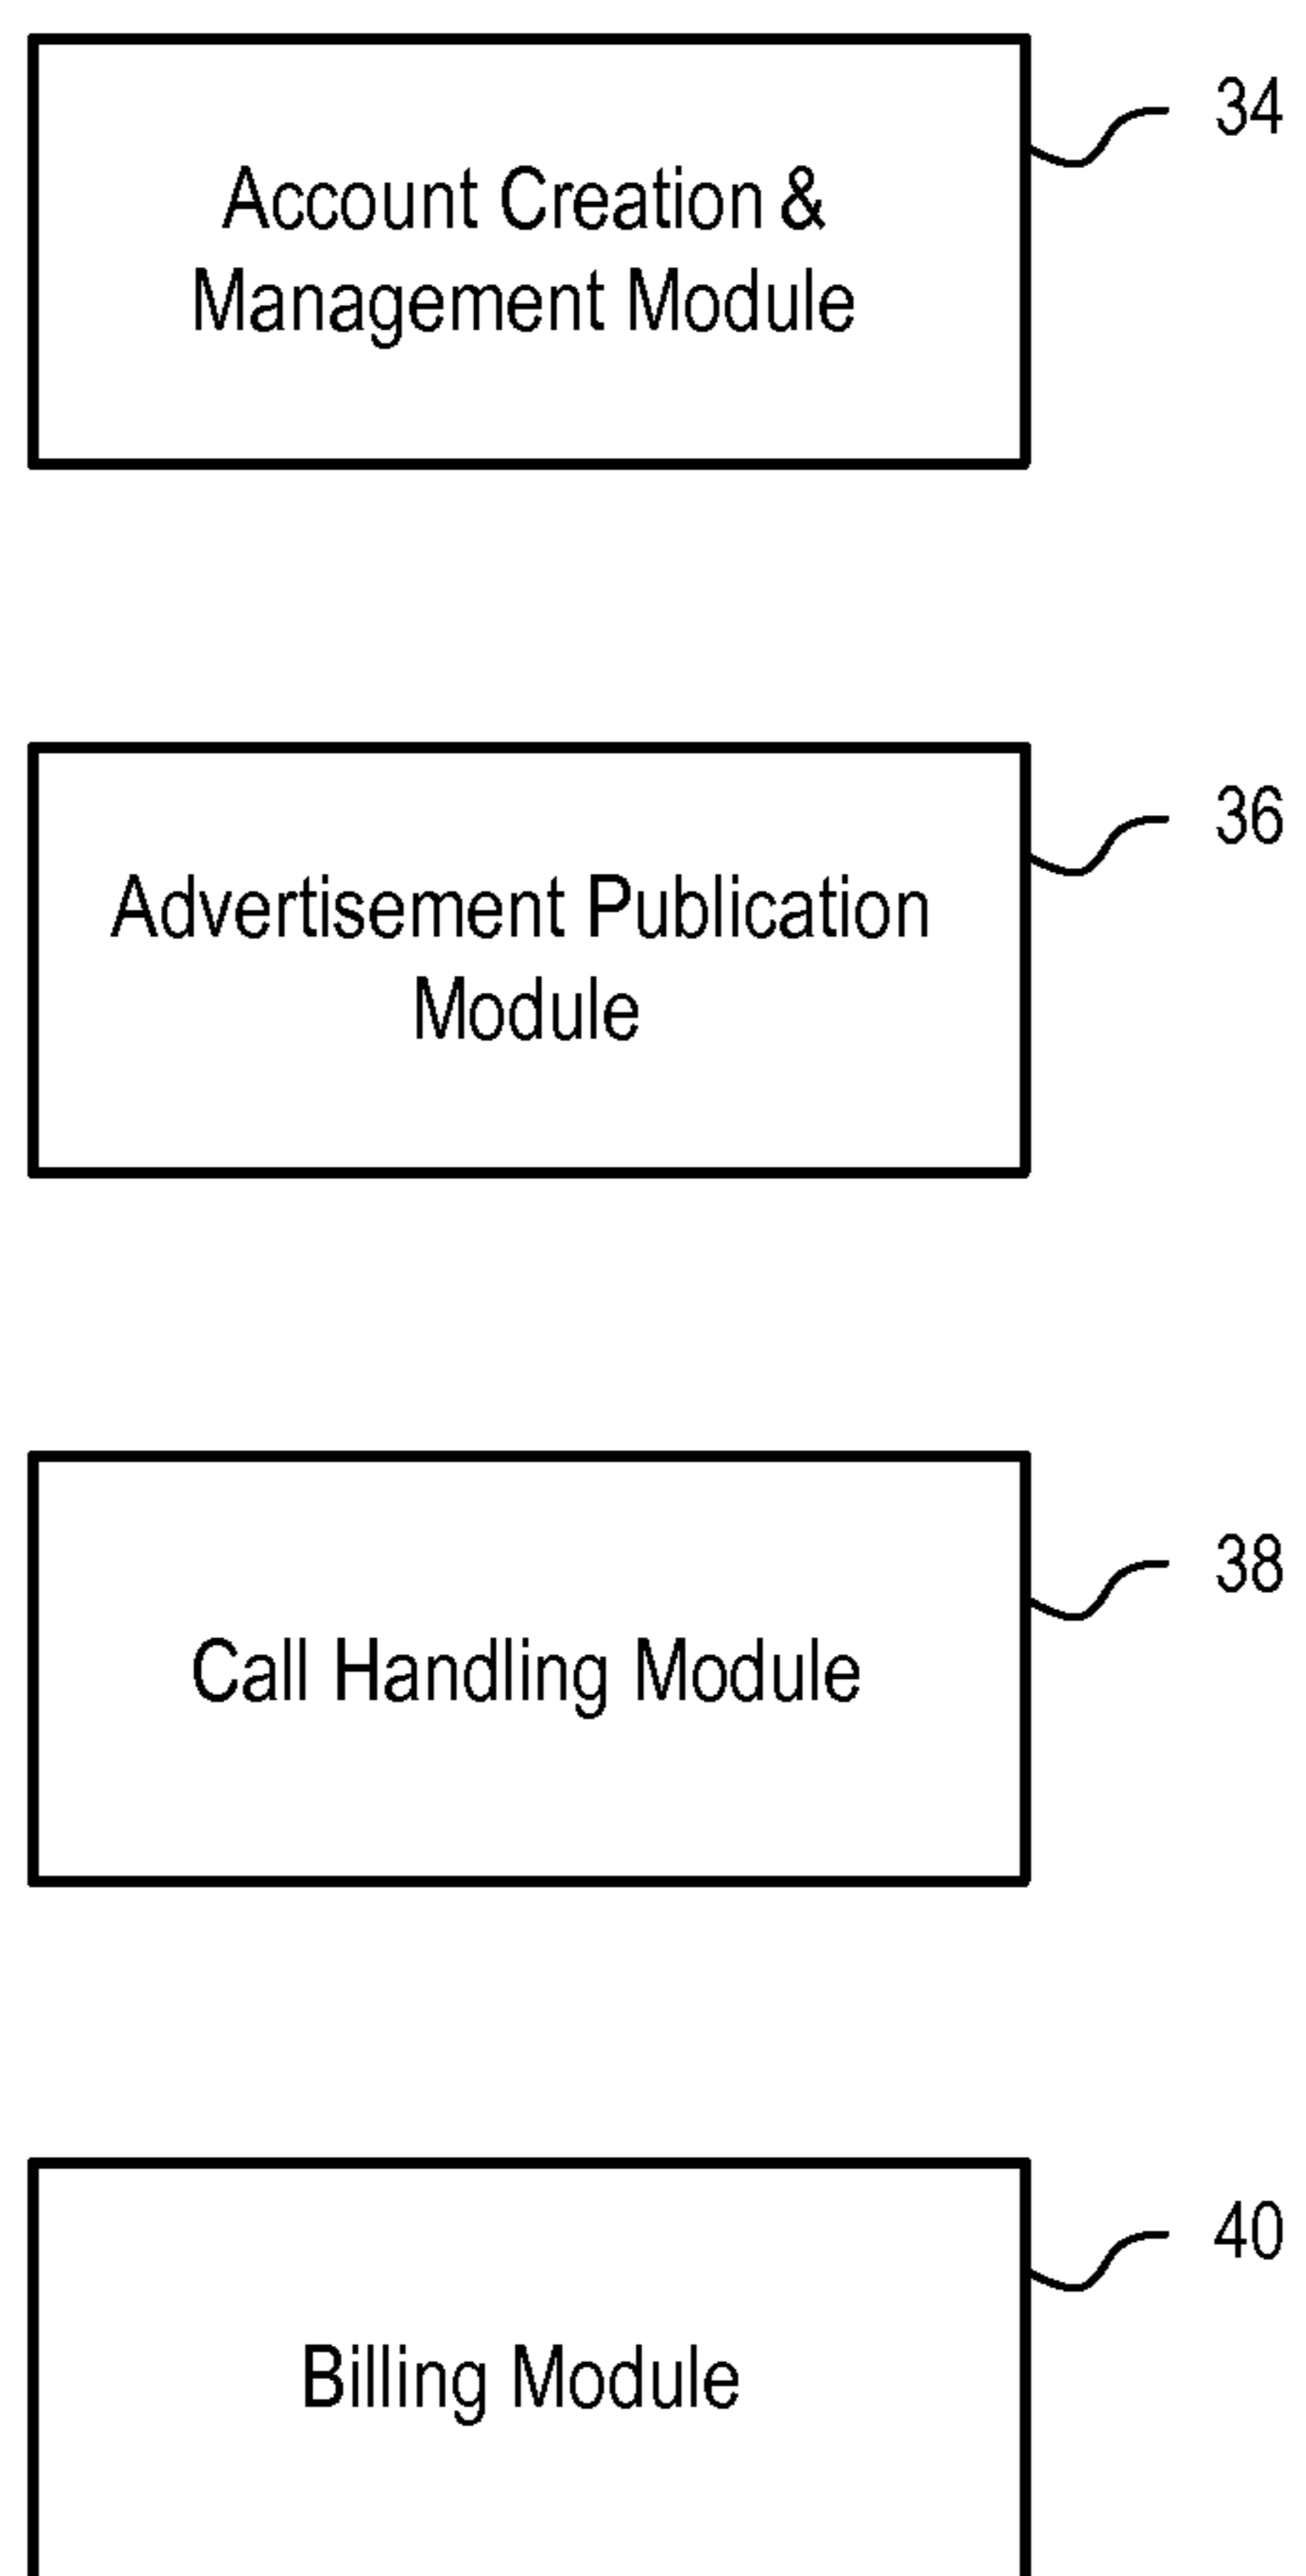 34
Account Creation &
Management Module
36
Advertisement Publication
Module
38
Call Handling Module
40
Billing Module